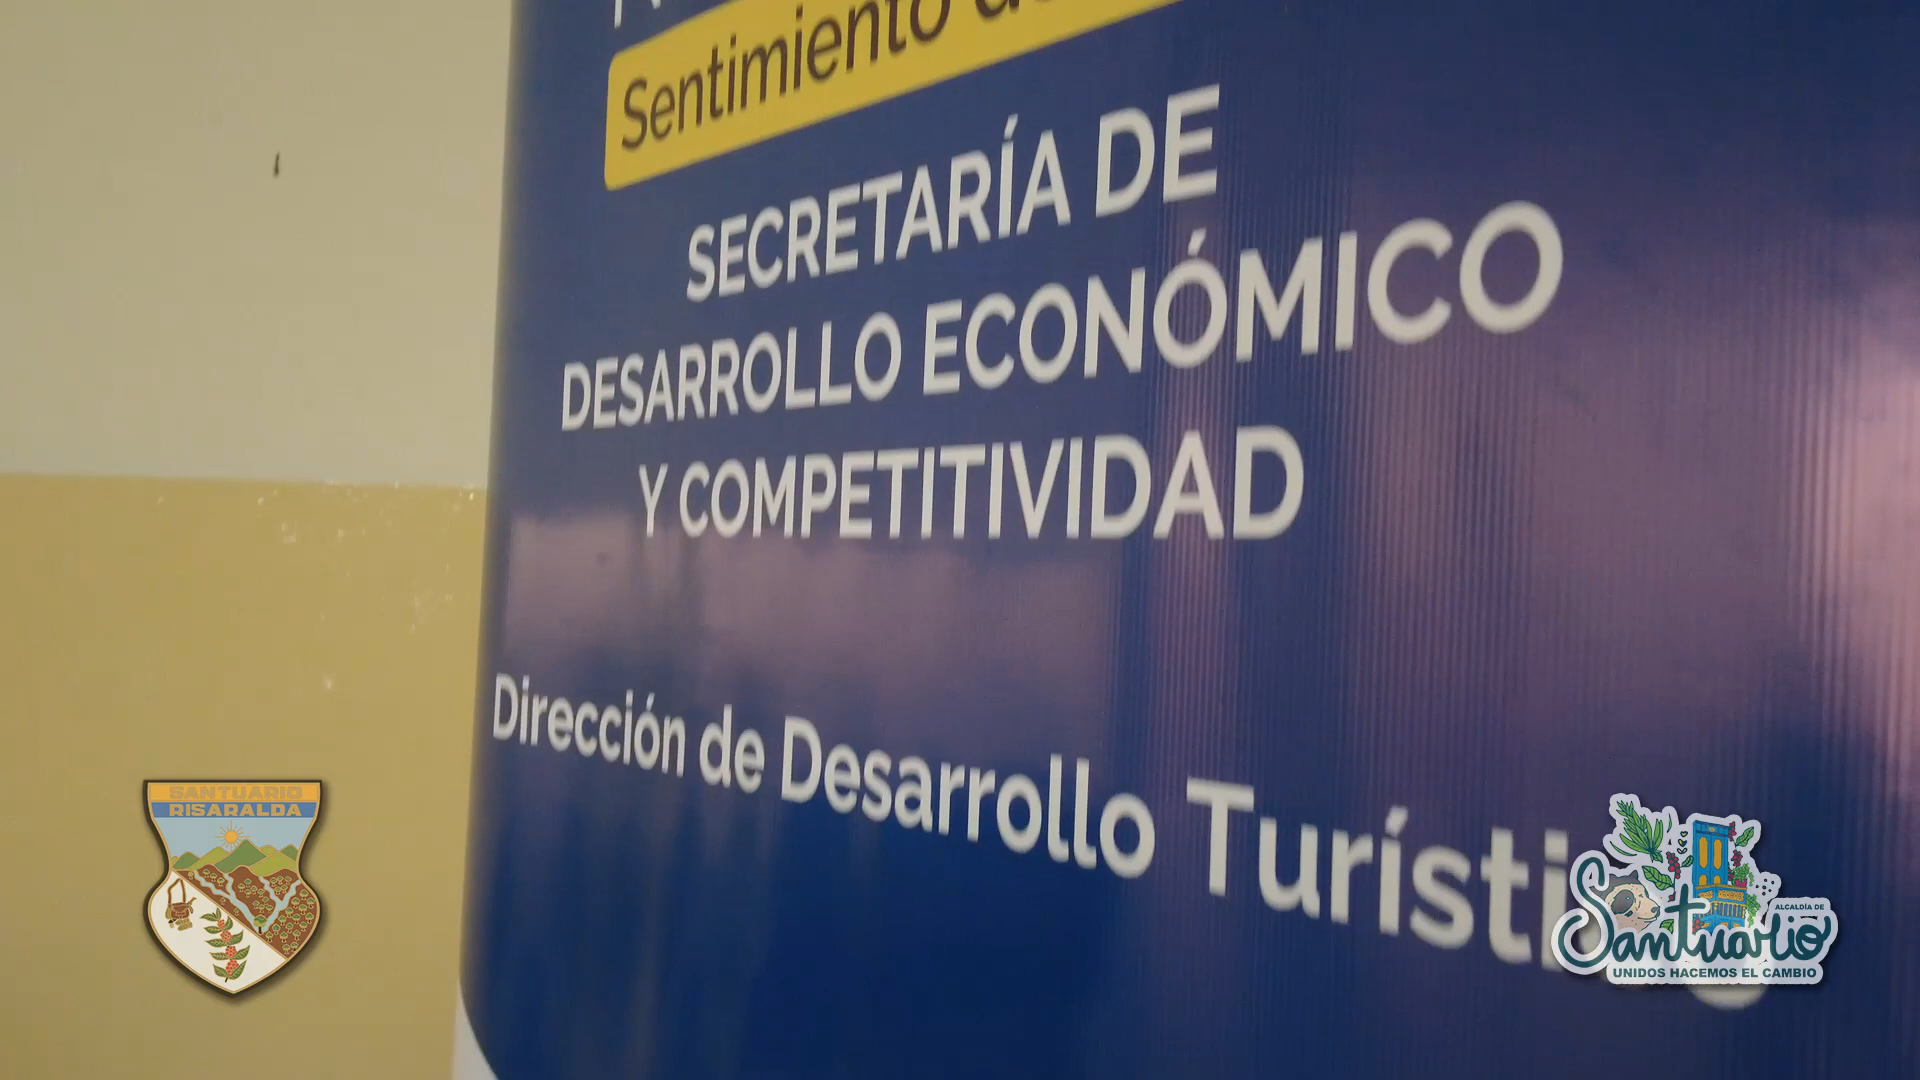 Sentimiento
SECRETARÍA DE
DESARROLLO ECONÓMICO
Y COMPETITIVIDAD
Dirección de Desarrollo Turísti
SANTUARIO
RISARALDA
ALCALDÍA DE
Santuario
UNIDOS HACEMOS EL CAMBIO